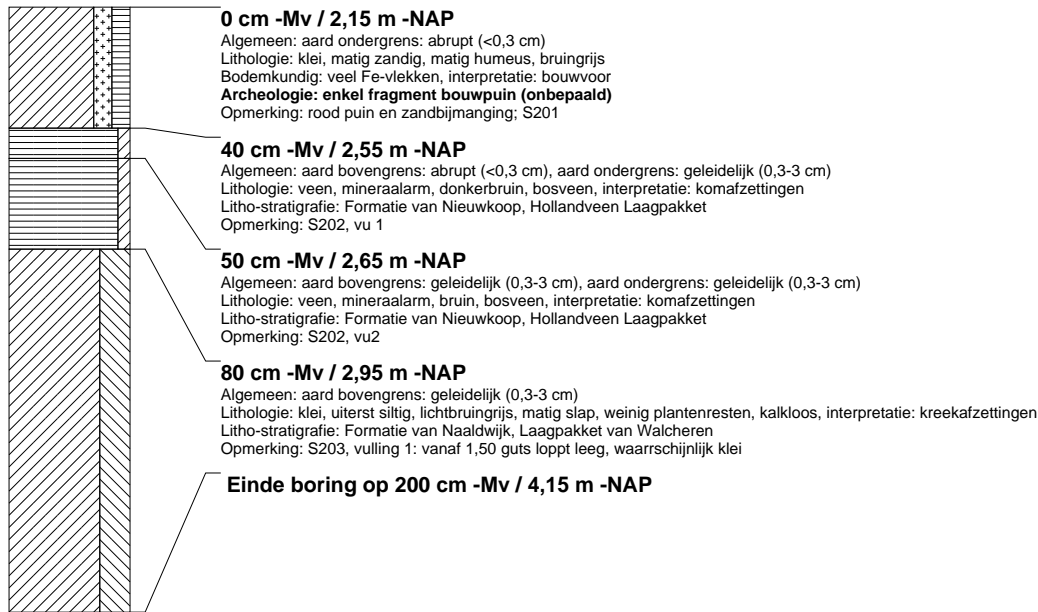 0 cm -Mv / 2,15 m -NAP
Algemeen: aard ondergrens: abrupt (<0,3 cm)
Lithologie: klei, matig zandig, matig humeus, bruingrijs
Bodemkundig: veel Fe-vlekken, interpretatie: bouwvoor
Archeologie: enkel fragment bouwpuin (onbepaald)
Opmerking: rood puin en zandbijmanging; S201
40 cm -Mv / 2,55 m -NAP
Algemeen: aard bovengrens: abrupt (<0,3 cm), aard ondergrens: geleidelijk (0,3-3 cm)
Lithologie: veen, mineraalarm, donkerbruin, bosveen, interpretatie: komafzettingen
Litho-stratigrafie: Formatie van Nieuwkoop, Hollandveen Laagpakket
Opmerking: S202, vu 1
50 cm -Mv / 2,65 m -NAP
Algemeen: aard bovengrens: geleidelijk (0,3-3 cm), aard ondergrens: geleidelijk (0,3-3 cm)
Lithologie: veen, mineraalarm, bruin, bosveen, interpretatie: komafzettingen
Litho-stratigrafie: Formatie van Nieuwkoop, Hollandveen Laagpakket
Opmerking: S202, vu2
80 cm -Mv / 2,95 m -NAP
Algemeen: aard bovengrens: geleidelijk (0,3-3 cm)
Lithologie: klei, uiterst siltig, lichtbruingrijs, matig slap, weinig plantenresten, kalkloos, interpretatie: kreekafzettingen
Litho-stratigrafie: Formatie van Naaldwijk, Laagpakket van Walcheren
Opmerking: S203, vulling 1: vanaf 1,50 guts loppt leeg, waarrschijnlijk klei
Einde boring op 200 cm -Mv / 4,15 m -NAP